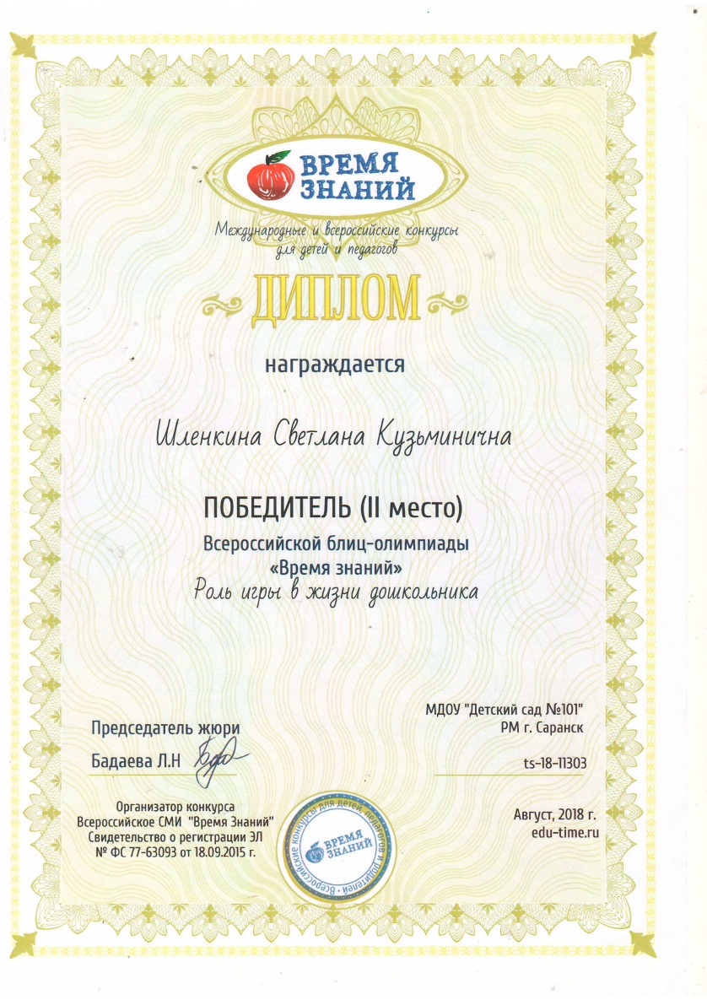 ВРЕМЯ
ЗНАНИЙ
Международные и всероссийские конкурсы
для детей и педагогов
ДИПЛОМ
награждается
Шленкина Светлана Кузьминична
ПОБЕДИТЕЛЬ (II место)
Всероссийской блиц-олимпиады
«Время знаний»
Роль игры в жизни дошкольника
МДОУ "Детский сад №101"
РМ г. Саранск
Председатель жюри
Бадаева Л.Н
ts-18-11303
Организатор конкурса
Всероссийское СМИ "Время Знаний"
Свидетельство о регистрации ЭЛ
№ ФС 77-63093 от 18.09.2015 г.
Август, 2018 г.
edu-time.ru
Всероссийские конкурсы для детей, педагогов и родителей •
ВРЕМЯ
ЗНАНИЙ